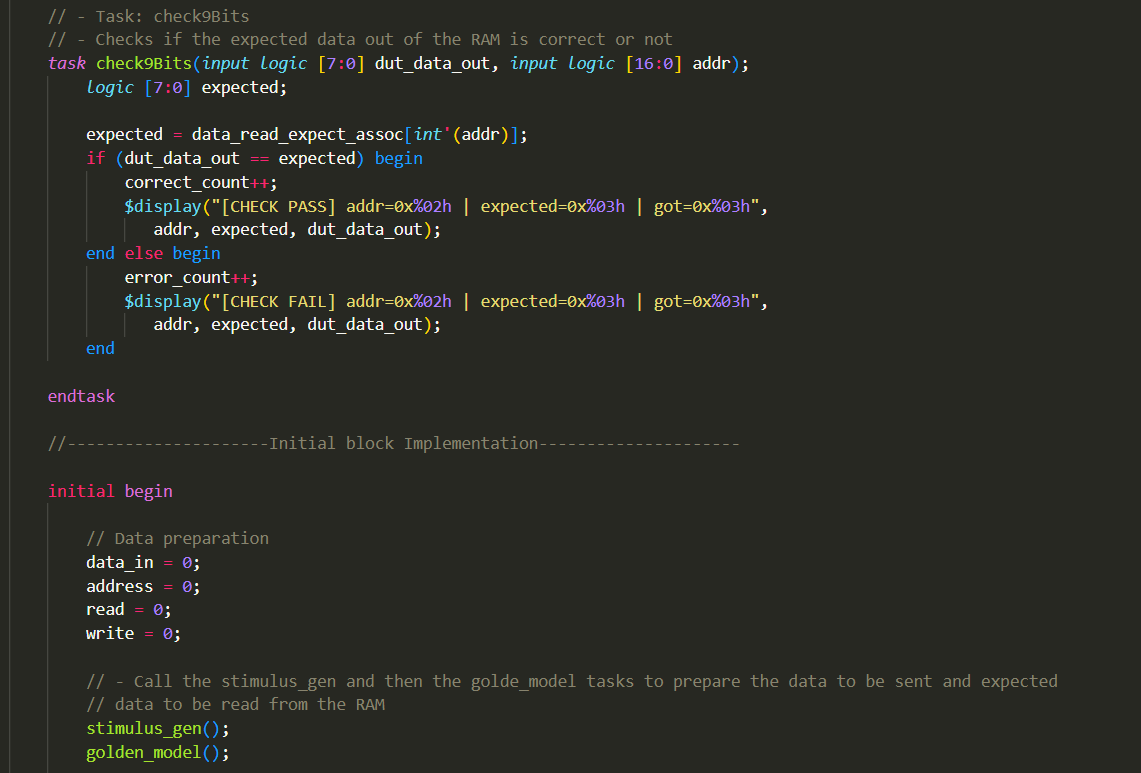 // - Task: check9Bits
// - Checks if the expected data out of the RAM is correct or not
task check9Bits(input logic [7:0] dut_data_out, input logic [16:0] addr);
logic [7:0] expected;
expected = data_read_expect_assoc[int'(addr)];
if (dut_data_out == expected) begin
correct_count++;
$display("[CHECK PASS] addr=0x%02h | expected=0x%03h | got=0x%03h",
addr, expected, dut_data_out);
end else begin
error_count++;
$display("[CHECK FAIL] addr=0x%02h | expected=0x%03h | got=0x%03h",
addr, expected, dut_data_out);
end
endtask
//---------------------Initial block Implementation---------------------
initial begin
// Data preparation
data_in = 0;
address = 0;
read = 0;
write = 0;
// - Call the stimulus_gen and then the golde_model tasks to prepare the data to be sent and expected
// data to be read from the RAM
stimulus_gen();
golden_model();